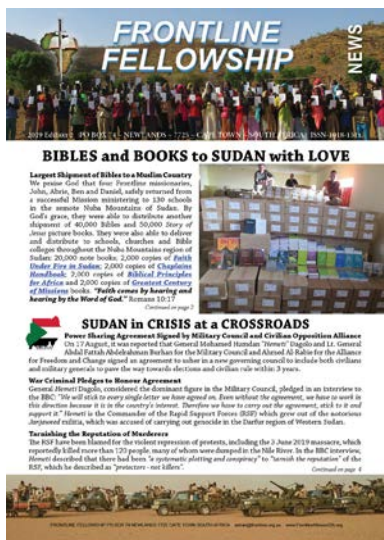 FRONTLINE
FELLOWSHIP
NEWS
2019 Edition 2 PO BOX 74 - NEWLANDS - 7725 - CAPE TOWN - SOUTH AFRICA ISSN-1018-
BIBLES and BOOKS to SUDAN with LOVE
Largest Shipment of Bibles to a Muslim Country
We praise God that four Frontline missionaries,
John, Abrie, Ben and Daniel, safely returned from
a successful Mission ministering to 130 schools
in the remote Nuba Mountains of Sudan. By
God's grace, they were able to distribute another
shipment of 40,000 Bibles and 50,000 Story of
Jesus picture books. They were also able to deliver
and distribute to schools, churches and Bible
colleges throughout the Nuba Mountains region of
Sudan: 20,000 note books, 2,000 copies of Faith
Under Fire in Sudan; 2,000 copies of Chaplains
Handbook; 2,000 copies of Biblical Principles
for Africa and 2,000 copies of Greatest Century
of Missions books. "Faith comes by hearing and
hearing by the Word of God." Romans 10:17
Continued on page 2
SUDAN in CRISIS at a CROSSROADS
Power Sharing Agreement Signed by Military Council and Civilian Opposition Alliance
On 17 August, it was reported that General Mohamed Hamdan "Hemeti" Dagolo and Lt. General
Abdal Fattah Abdelrahman Burhan for the Military Council and Ahmed Al-Rabie for the Alliance
for Freedom and Change signed an agreement to usher in a new governing council to include both civilians
and military generals to pave the way towards elections and civilian rule within 3 years.
War Criminal Pledges to Honour Agreement
General Hemeti Dagolo, considered the dominant figure in the Military Council, pledged in an interview to
the BBC: "We will stick to every single letter we have agreed on. Even without the agreement, we have to work in
this direction because it is in the country's interest. Therefore we have to carry out the agreement, stick to it and
support it." Hemeti is the Commander of the Rapid Support Forces (RSF) which grew out of the notorious
Janjaweed militia, which was accused of carrying out genocide in the Darfur region of Western Sudan.
Tarnishing the Reputation of Murderers
The RSF have been blamed for the violent repression of protests, including the 3 June 2019 massacre, which
reportedly killed more than 120 people, many of whom were dumped in the Nile River. In the BBC interview,
Hemeti described that there had been "a systematic plotting and conspiracy" to "tarnish the reputation" of the
RSF, which he described as "protectors - not killers".
Continued on page 4
FRONTLINE FELLOWSHIP PO BOX 74 NEWLANDS 7725 CAPE TOWN SOUTH AFRICA